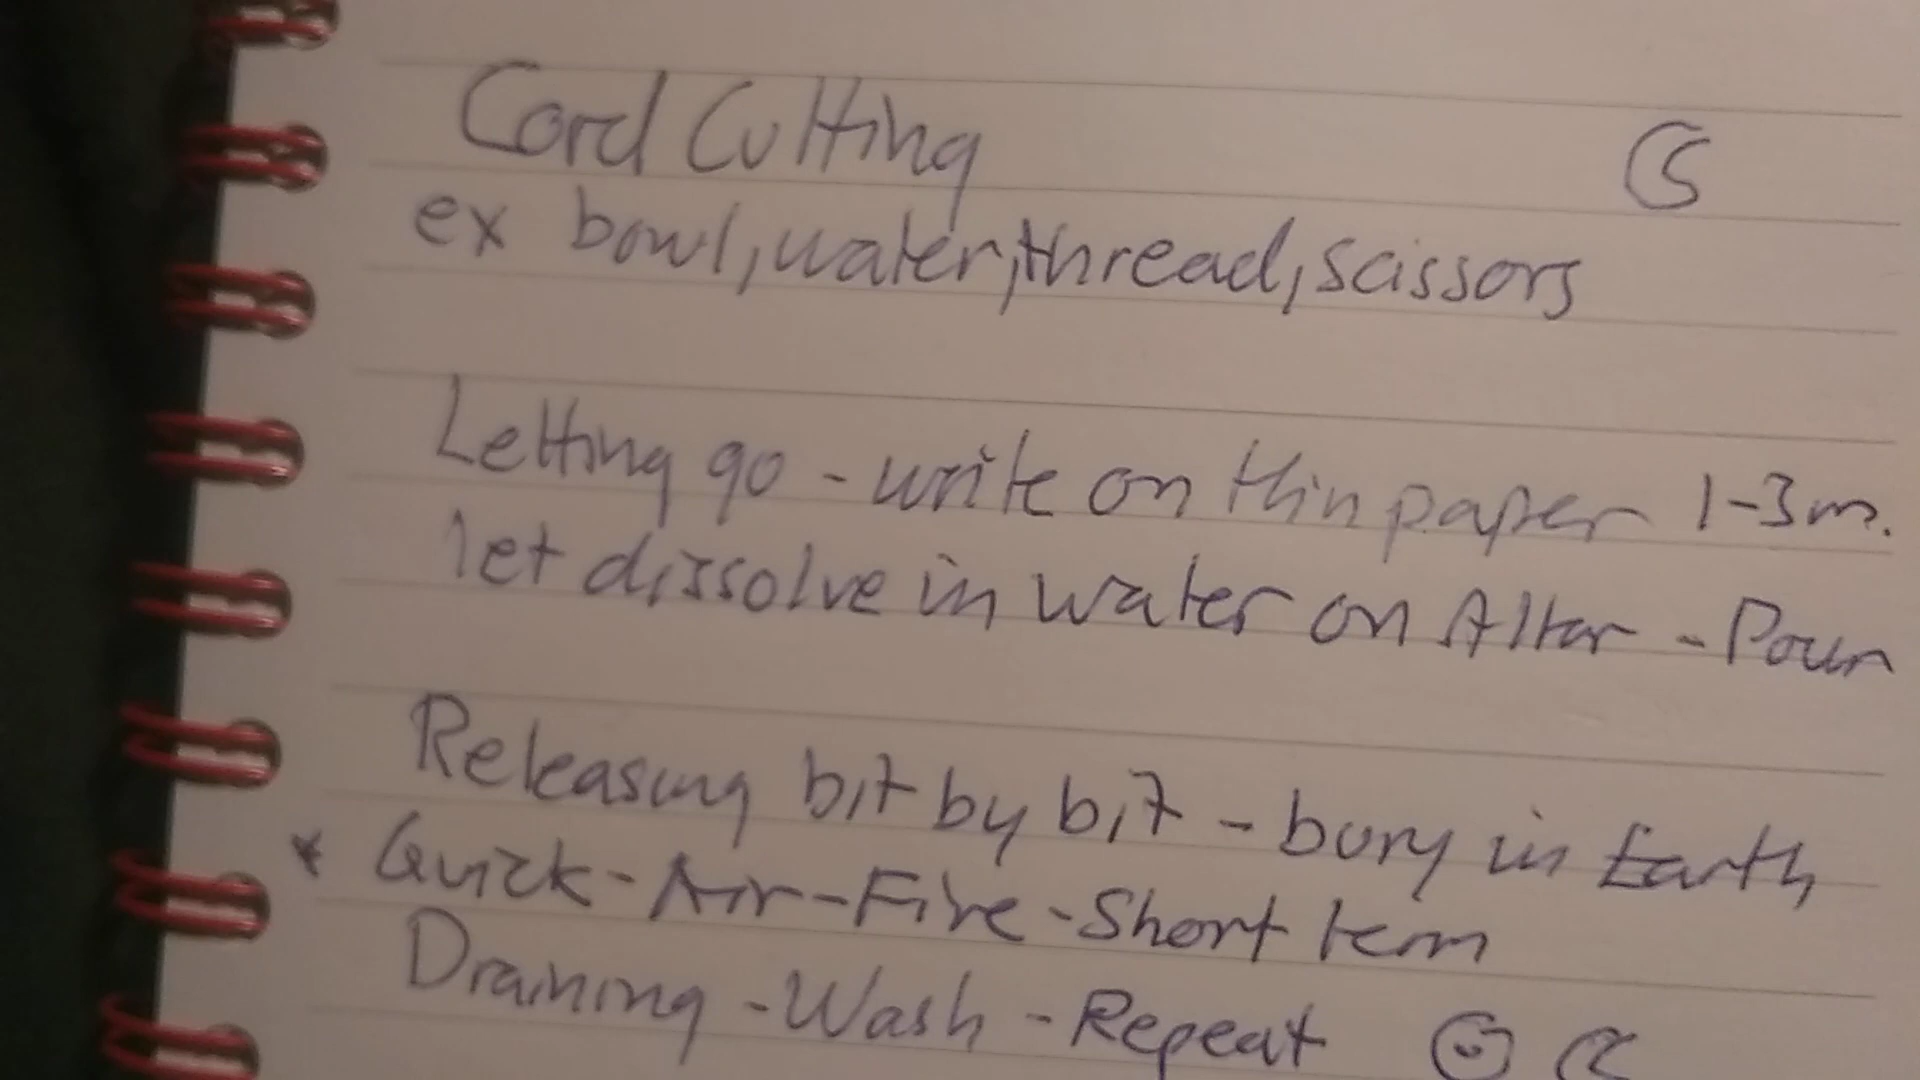 Cord Cutting
ex bowl, water, thread, scissors
Letting go - write on thin paper 1-3 m.
let dissolve in water on Altar - Pour
Releasing bit by bit - bury in Earth
* Quick - Air - Fire - Short term
Draining - Wash - Repeat